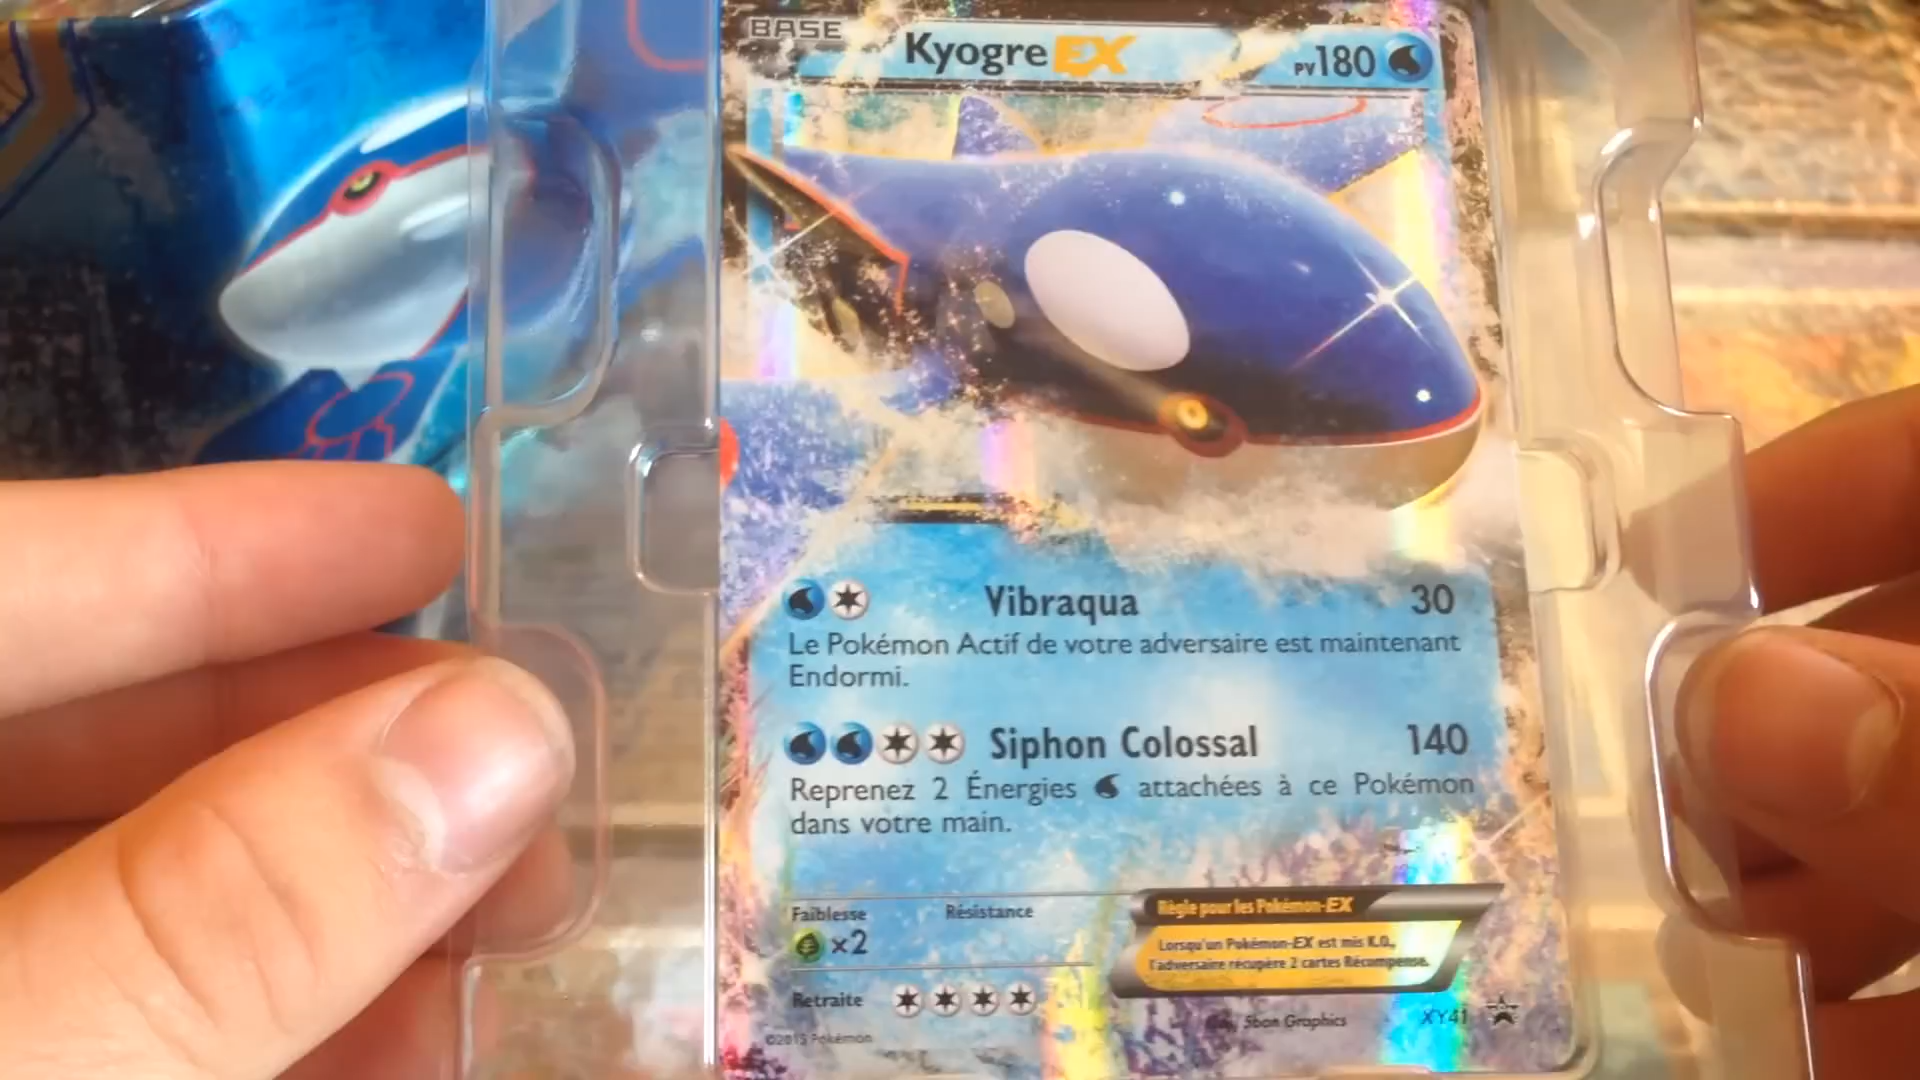 BASE
Kyogre EX
PV180
Vibraqua 30
Le Pokémon Actif de votre adversaire est maintenant
Endormi.
Siphon Colossal 140
Reprenez 2 Énergies attachées à ce Pokémon
dans votre main.
Faiblesse Résistance
x2
Règle pour les Pokémon-EX
Lorsqu'un Pokémon-EX est mis K.O.,
l'adversaire récupère 2 cartes Récompense.
Retraite
5ban Graphics XY41
©2015 Pokémon